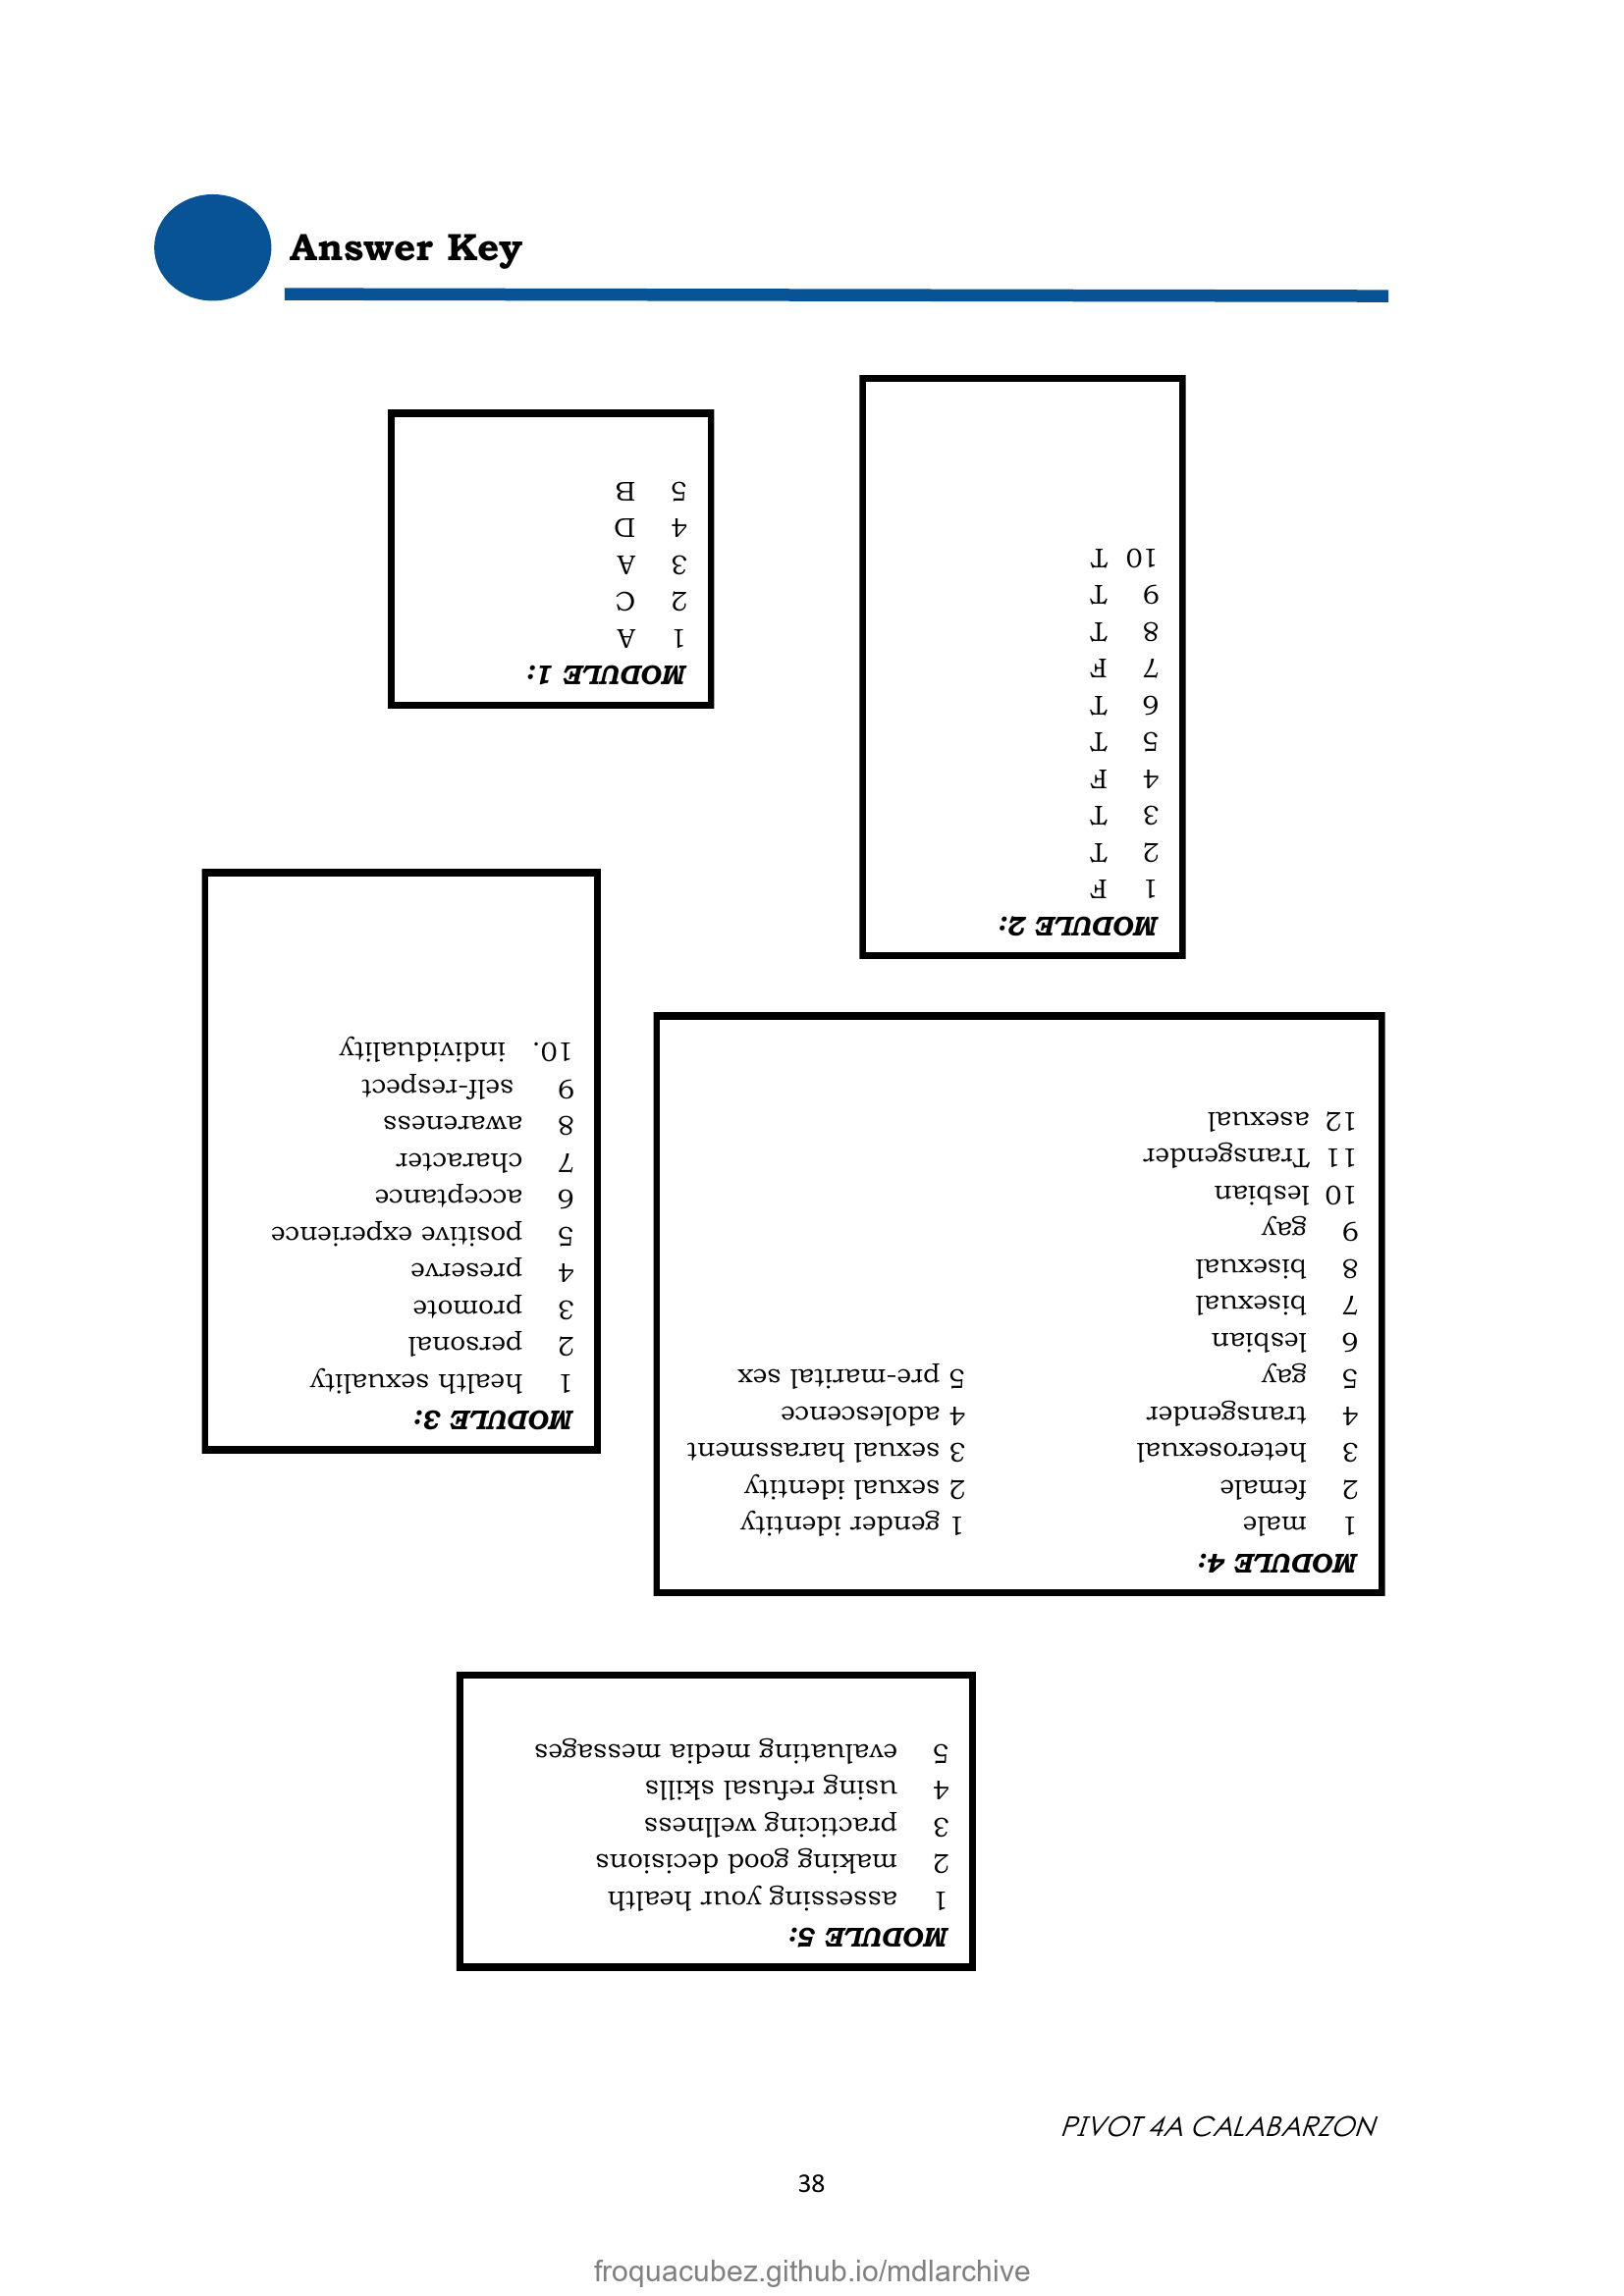 Answer Key
MODULE 1:
1 A
2 C
3 A
4 D
5 B
MODULE 2:
1 F
2 T
3 T
4 F
5 T
6 T
7 F
8 T
9 T
10 T
MODULE 3:
1 health sexuality
2 personal
3 promote
4 preserve
5 positive experience
6 acceptance
7 character
8 awareness
9 self-respect
10. individuality
MODULE 4:
1 male
2 female
3 heterosexual
4 transgender
5 gay
6 lesbian
7 bisexual
8 bisexual
9 gay
10 lesbian
11 Transgender
12 asexual
1 gender identity
2 sexual identity
3 sexual harassment
4 adolescence
5 pre-marital sex
MODULE 5:
1 assessing your health
2 making good decisions
3 practicing wellness
4 using refusal skills
5 evaluating media messages
PIVOT 4A CALABARZON
38
froquacubez.github.io/mdlarchive